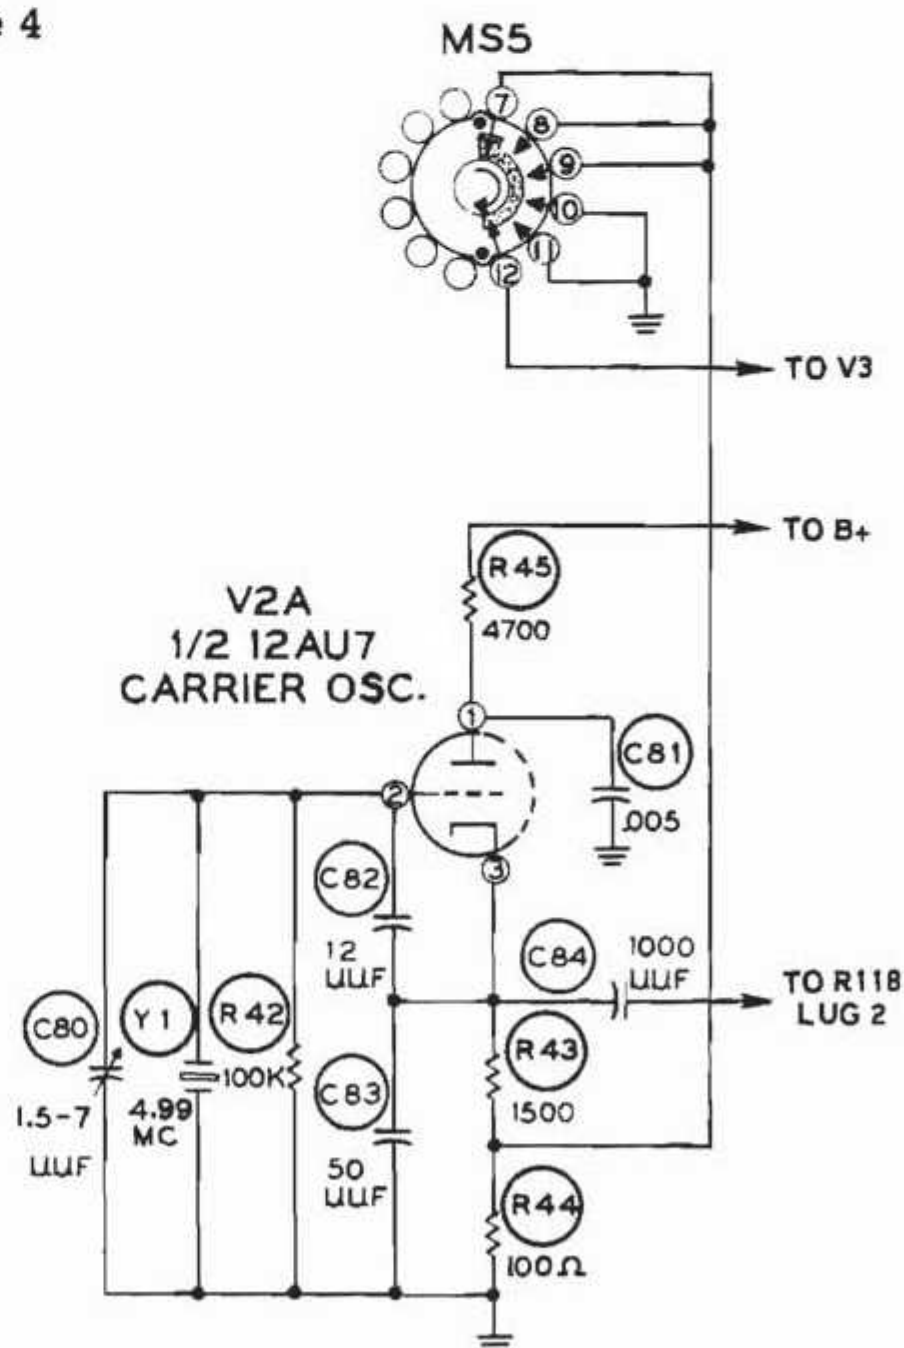 e 4
MS5
7
8
9
10
11
12
TO V3
TO B+
R45
4700
V2A
1/2 12AU7
CARRIER OSC.
1
C81
.005
2
3
C82
12
UUF
C84
1000
UUF
TO R118
LUG 2
C80
1.5-7
UUF
Y1
4.99
MC
R42
100K
C83
50
UUF
R43
1500
R44
100Ω